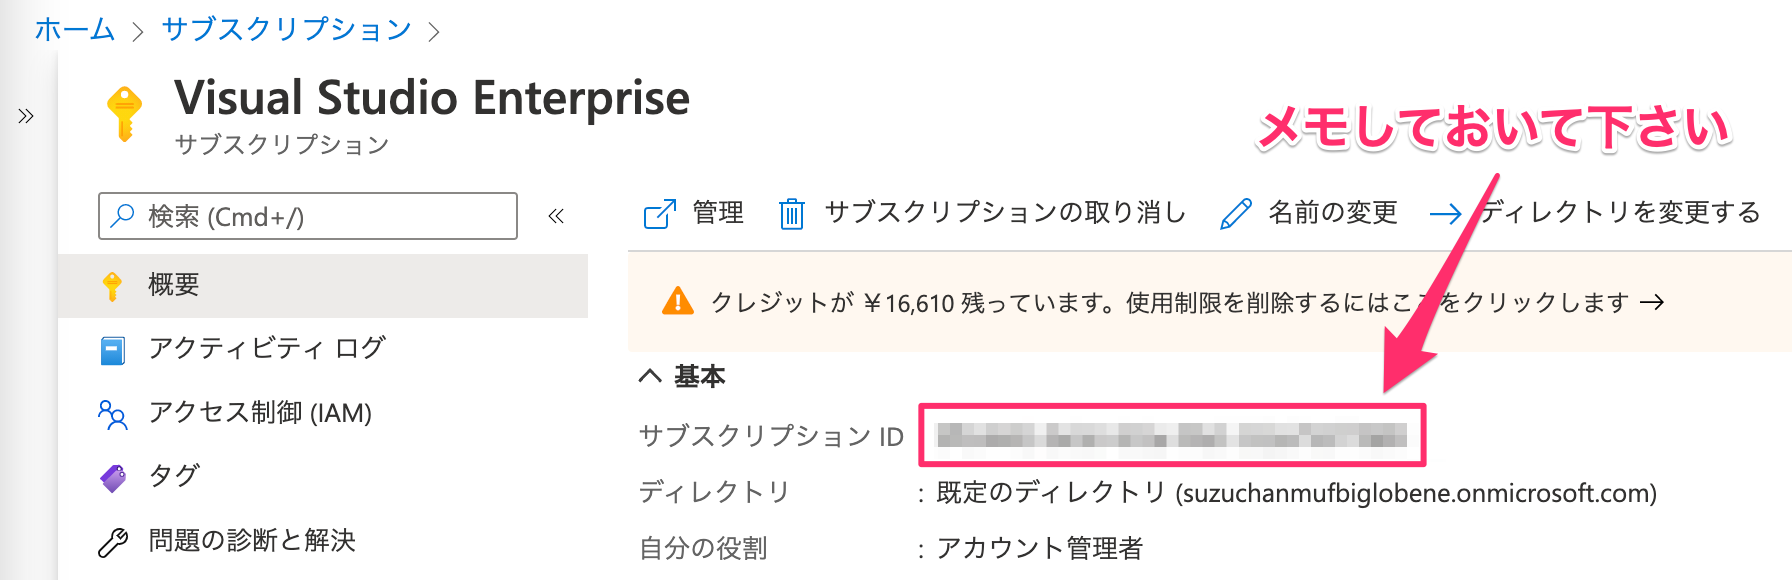 ホーム > サブスクリプション >
Visual Studio Enterprise
サブスクリプション
メモしておいて下さい
検索 (Cmd+/)
管理 サブスクリプションの取り消し 名前の変更 ディレクトリを変更する
クレジットが ￥16,610 残っています。使用制限を削除するにはここをクリックします →
概要
アクティビティ ログ
アクセス制御 (IAM)
タグ
問題の診断と解決
基本
サブスクリプション ID
ディレクトリ : 既定のディレクトリ (suzuchanmufbiglobene.onmicrosoft.com)
自分の役割 : アカウント管理者